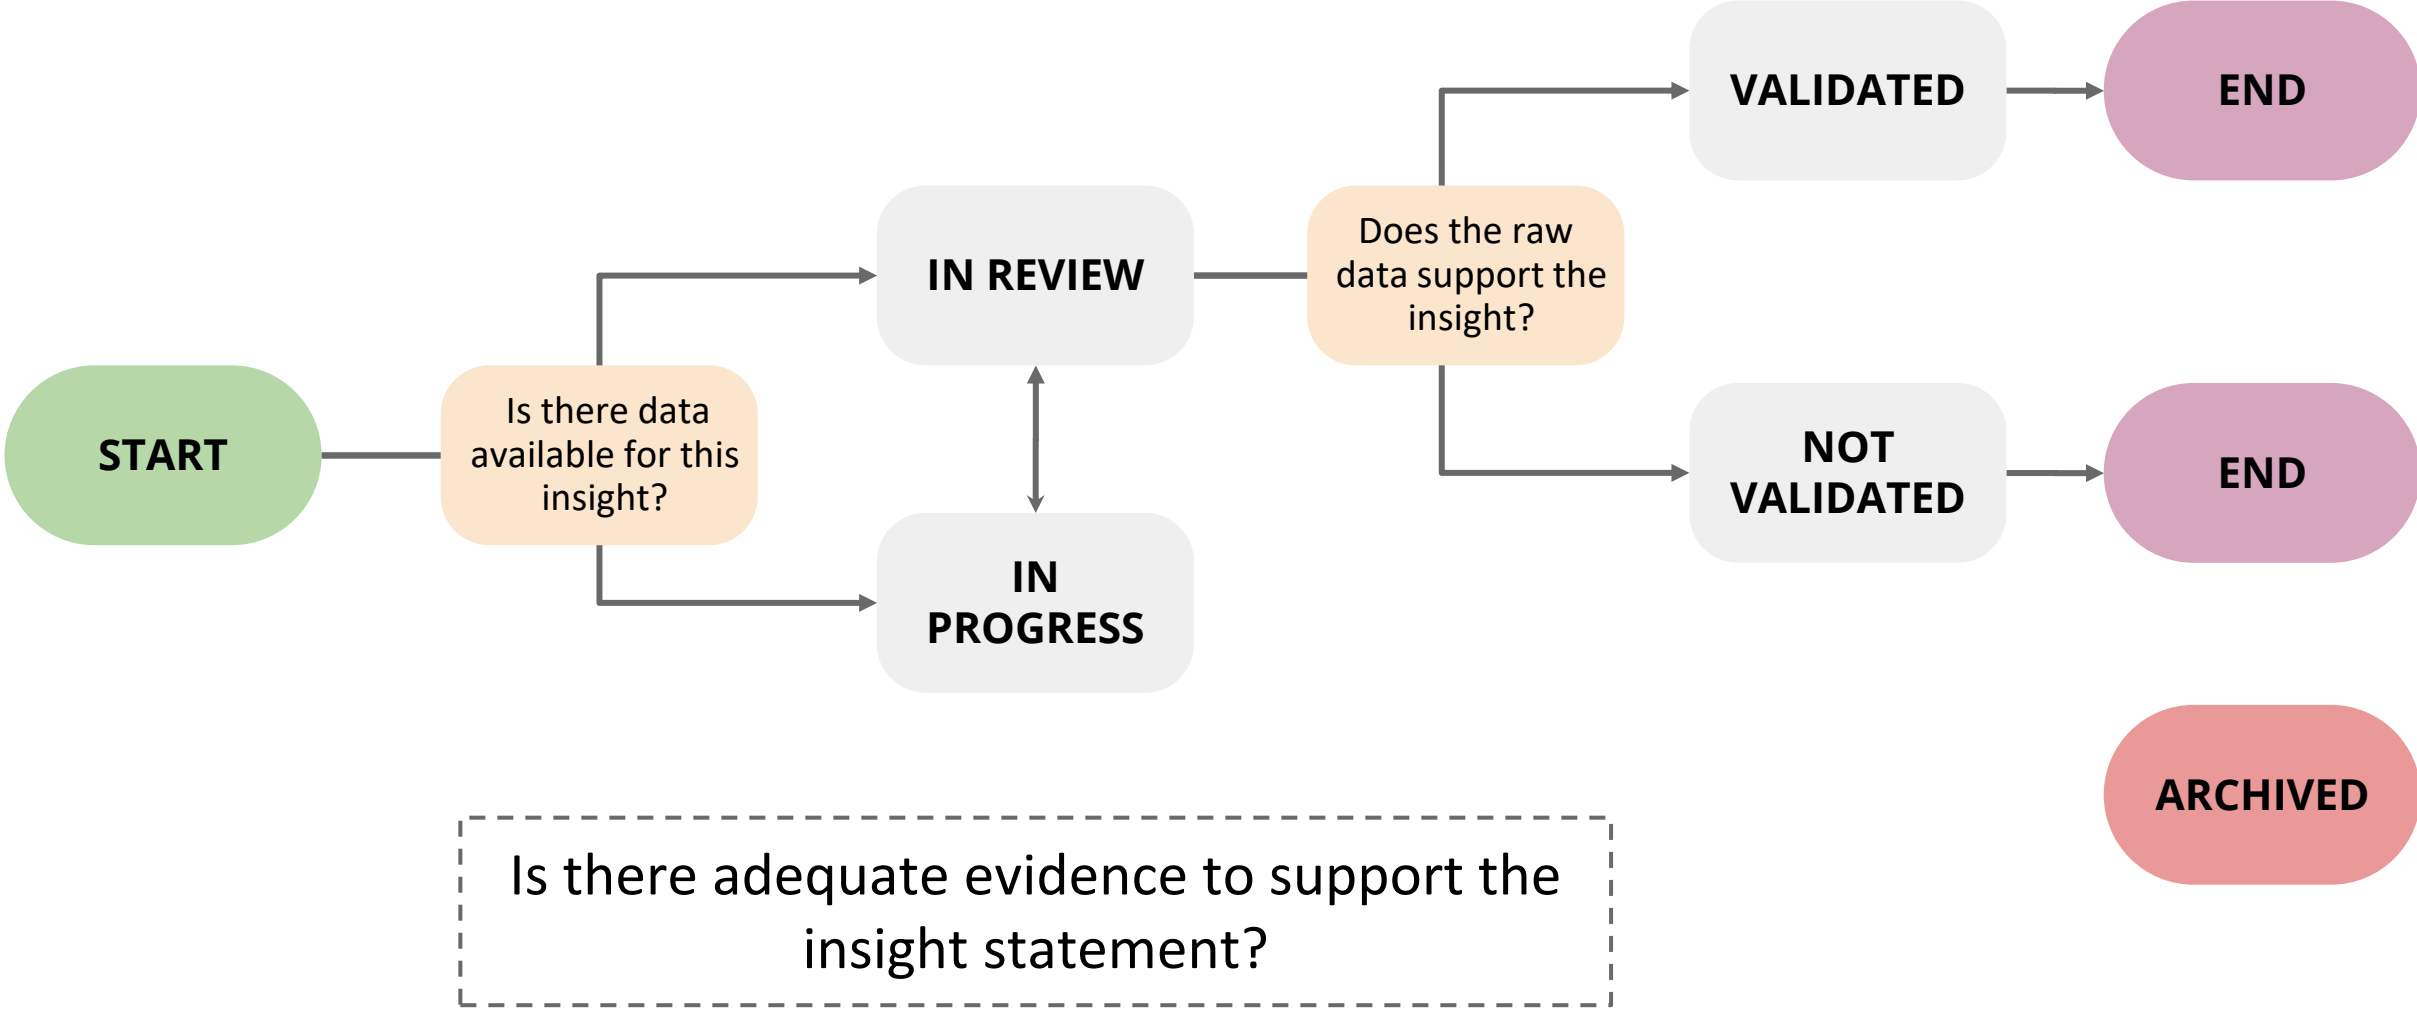 VALIDATED
END
Does the raw
data support the
insight?
IN REVIEW
START
Is there data
available for this
insight?
NOT
VALIDATED
END
IN
PROGRESS
ARCHIVED
Is there adequate evidence to support the
insight statement?